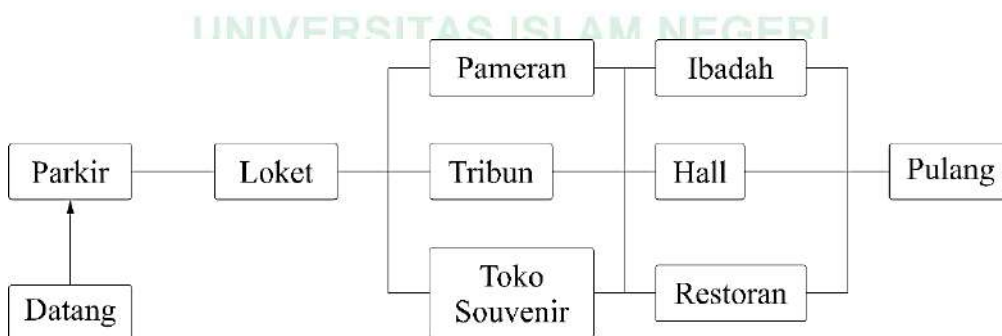 UNIVERSITAS ISLAM NEGERI
Pameran
Ibadah
Parkir
Loket
Tribun
Hall
Pulang
Datang
Toko
Souvenir
Restoran